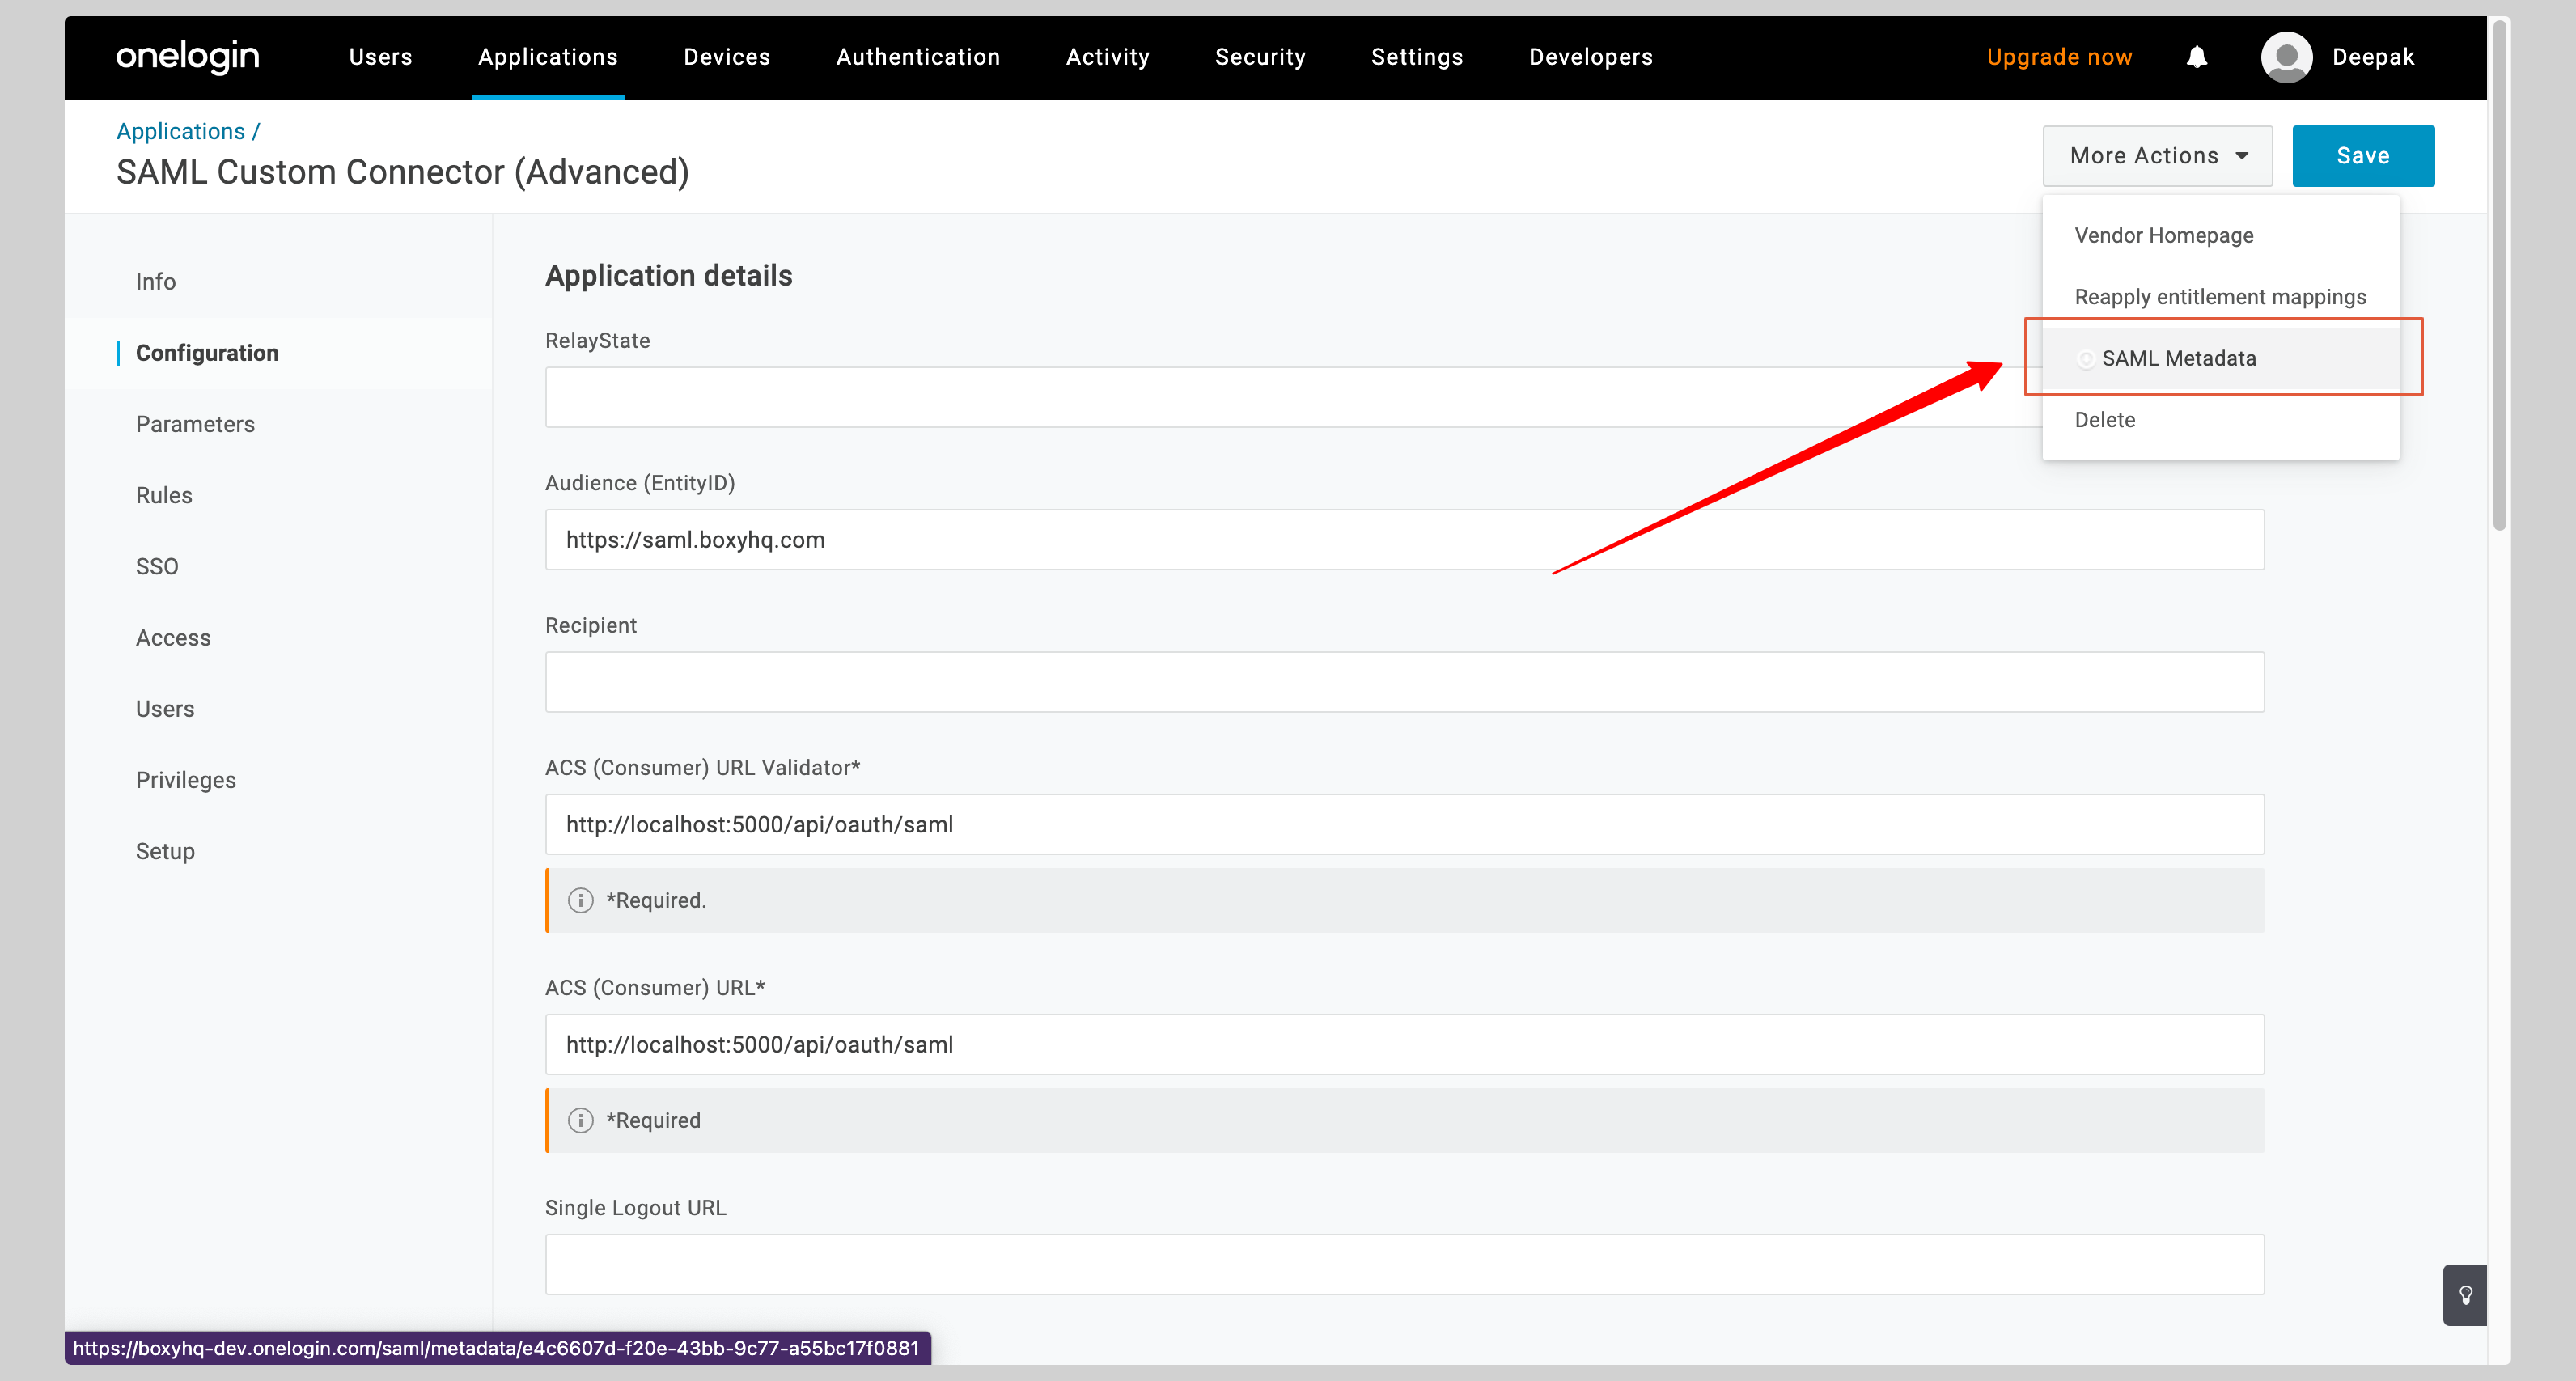 onelogin Users Applications Devices Authentication Activity Security Settings Developers Upgrade now Deepak
Applications /
SAML Custom Connector (Advanced)
More Actions Save
Vendor Homepage
Reapply entitlement mappings
SAML Metadata
Delete
Info
Configuration
Parameters
Rules
SSO
Access
Users
Privileges
Setup
Application details
RelayState
Audience (EntityID)
https://saml.boxyhq.com
Recipient
ACS (Consumer) URL Validator*
http://localhost:5000/api/oauth/saml
*Required.
ACS (Consumer) URL*
http://localhost:5000/api/oauth/saml
*Required
Single Logout URL
https://boxyhq-dev.onelogin.com/saml/metadata/e4c6607d-f20e-43bb-9c77-a55bc17f0881